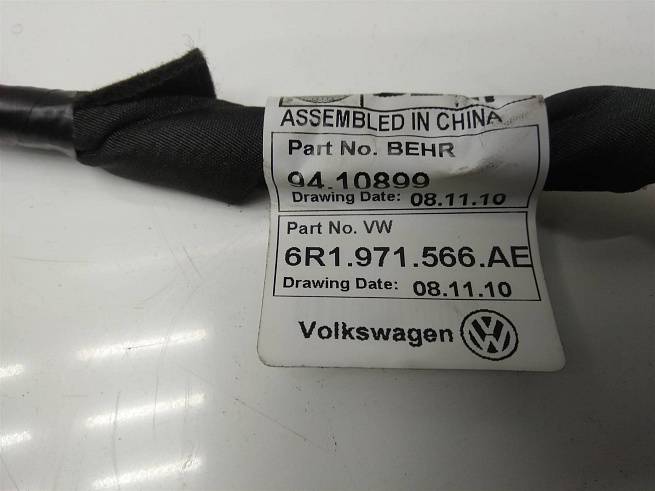 ASSEMBLED IN CHINA
Part No. BEHR
94.10899
Drawing Date: 08.11.10
Part No. VW
6R1.971.566.AE
Drawing Date: 08.11.10
Volkswagen